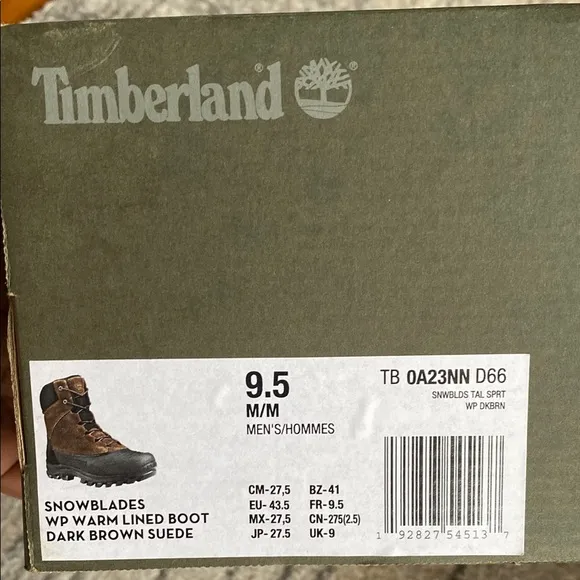 Timberland®
9.5
M/M
MEN'S/HOMMES
TB 0A23NN D66
SNWBLDS TAL SPRT
WP DKBRN
SNOWBLADES
WP WARM LINED BOOT
DARK BROWN SUEDE
CM-27,5 BZ-41
EU- 43.5 FR-9.5
MX-27,5 CN-275(2.5)
JP- 27.5 UK-9
1 92827 54513 7